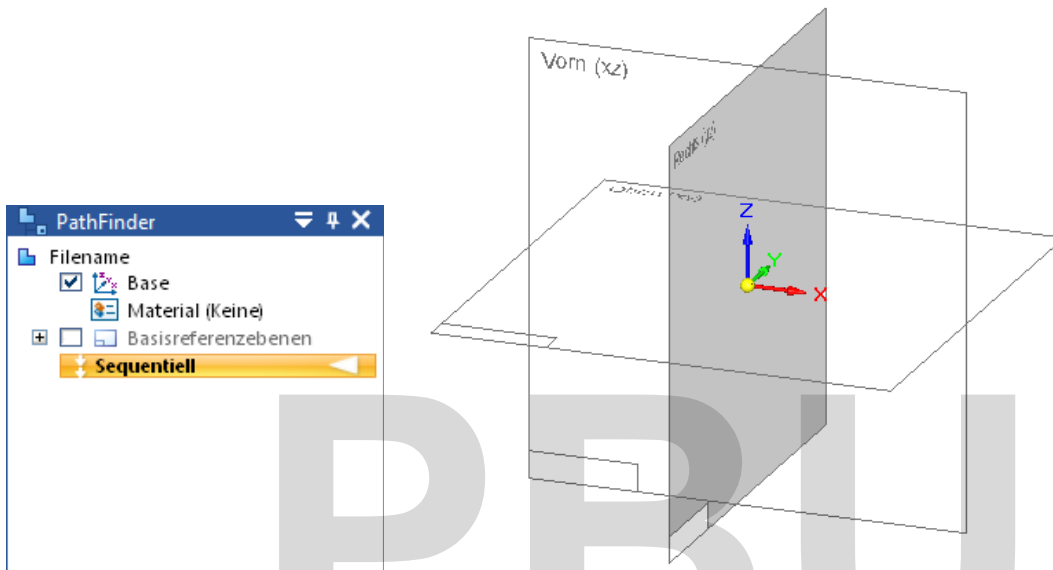 PathFinder
Filename
Base
Material (Keine)
Basisreferenzebenen
Sequentiell
Vorn (xz)
Z
Y
X
PBU